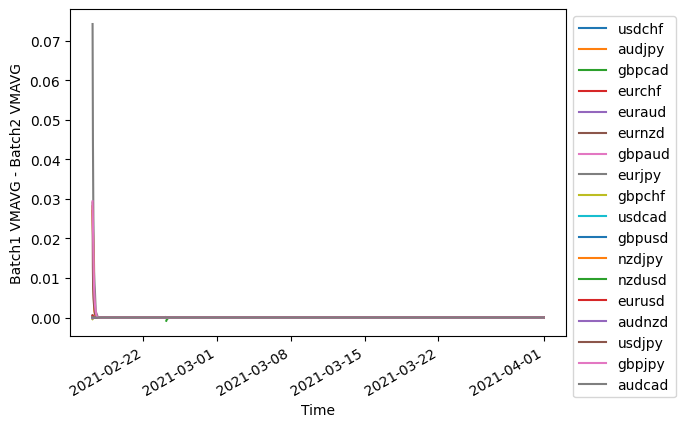 Batch1 VMAVG - Batch2 VMAVG
0.07
0.06
0.05
0.04
0.03
0.02
0.01
0.00
2021-02-22
2021-03-01
2021-03-08
2021-03-15
2021-03-22
2021-04-01
Time
usdchf
audjpy
gbpcad
eurchf
euraud
eurnzd
gbpaud
eurjpy
gbpchf
usdcad
gbpusd
nzdjpy
nzdusd
eurusd
audnzd
usdjpy
gbpjpy
audcad